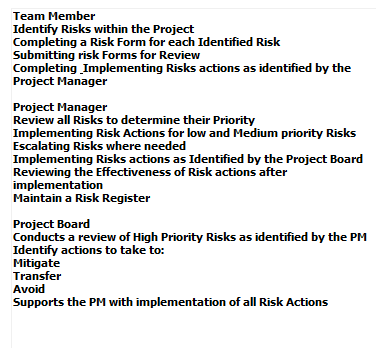 Team Member
Identify Risks within the Project
Completing a Risk Form for each Identified Risk
Submitting risk Forms for Review
Completing  Implementing Risks actions as identified by the
Project Manager
Project Manager
Review all Risks to determine their Priority
Implementing Risk Actions for low and Medium priority Risks
Escalating Risks where needed
Implementing Risks actions as Identified by the Project Board
Reviewing the Effectiveness of Risk actions after
implementation
Maintain a Risk Register
Project Board
Conducts a review of High Priority Risks as identified by the PM
Identify actions to take to:
Mitigate
Transfer
Avoid
Supports the PM with implementation of all Risk Actions